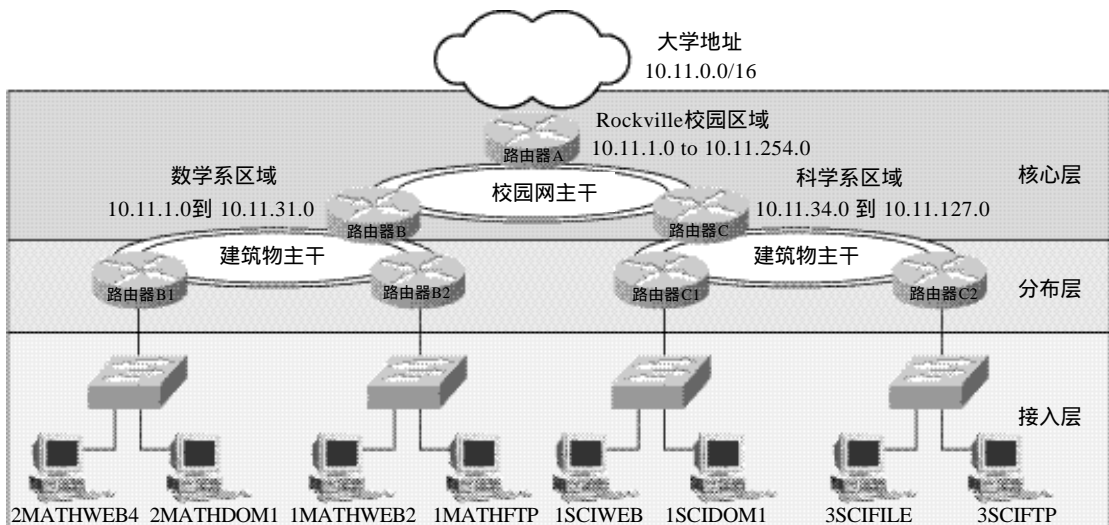 大学地址
10.11.0.0/16
Rockville校园区域
10.11.1.0 to 10.11.254.0
路由器A
核心层
数学系区域
10.11.1.0到 10.11.31.0
校园网主干
科学系区域
10.11.34.0 到 10.11.127.0
路由器B
路由器C
建筑物主干
建筑物主干
路由器B1
路由器B2
路由器C1
路由器C2
分布层
接入层
2MATHWEB4
2MATHDOM1
1MATHWEB2
1MATHFTP
1SCIWEB
1SCIDOM1
3SCIFILE
3SCIFTP